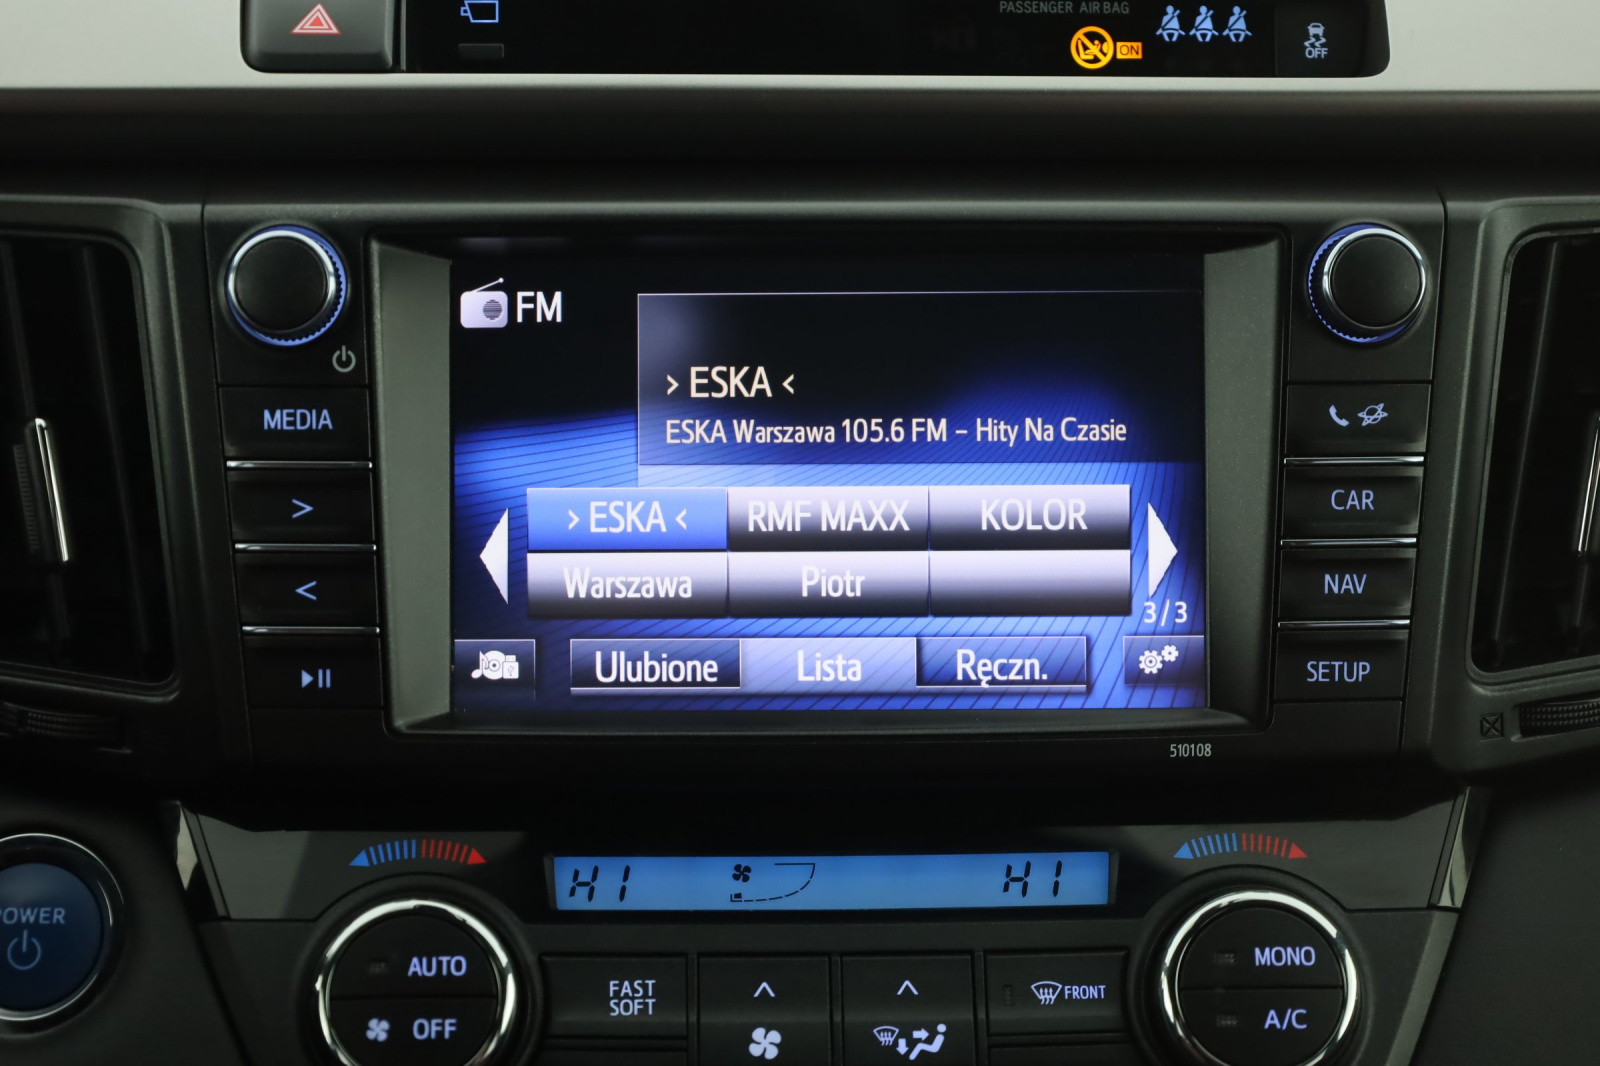 PASSENGER AIR BAG
ON
OFF
FM
> ESKA <
ESKA Warszawa 105.6 FM – Hity Na Czasie
MEDIA
>
<
> ESKA <
RMF MAXX
KOLOR
Warszawa
Piotr
3/3
Ulubione
Lista
Ręczn.
CAR
NAV
SETUP
510108
HI
HI
POWER
AUTO
OFF
FAST
SOFT
FRONT
MONO
A/C